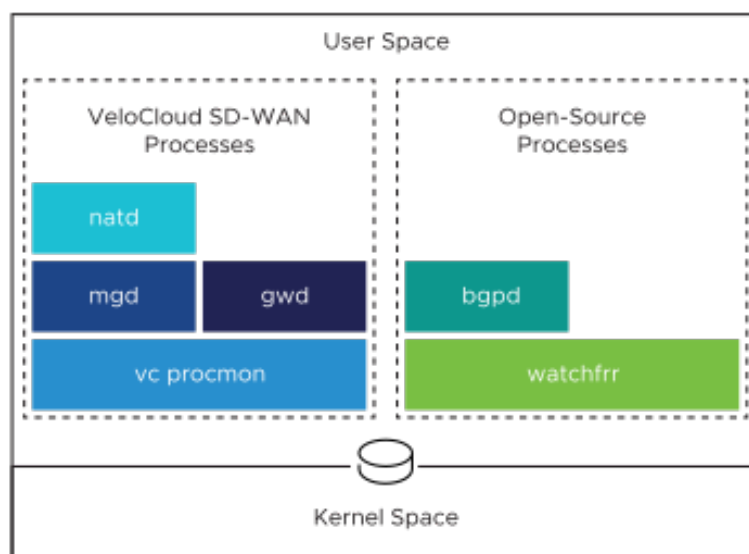 User Space
VeloCloud SD-WAN
Processes
Open-Source
Processes
natd
mgd
gwd
bgpd
vc procmon
watchfrr
Kernel Space